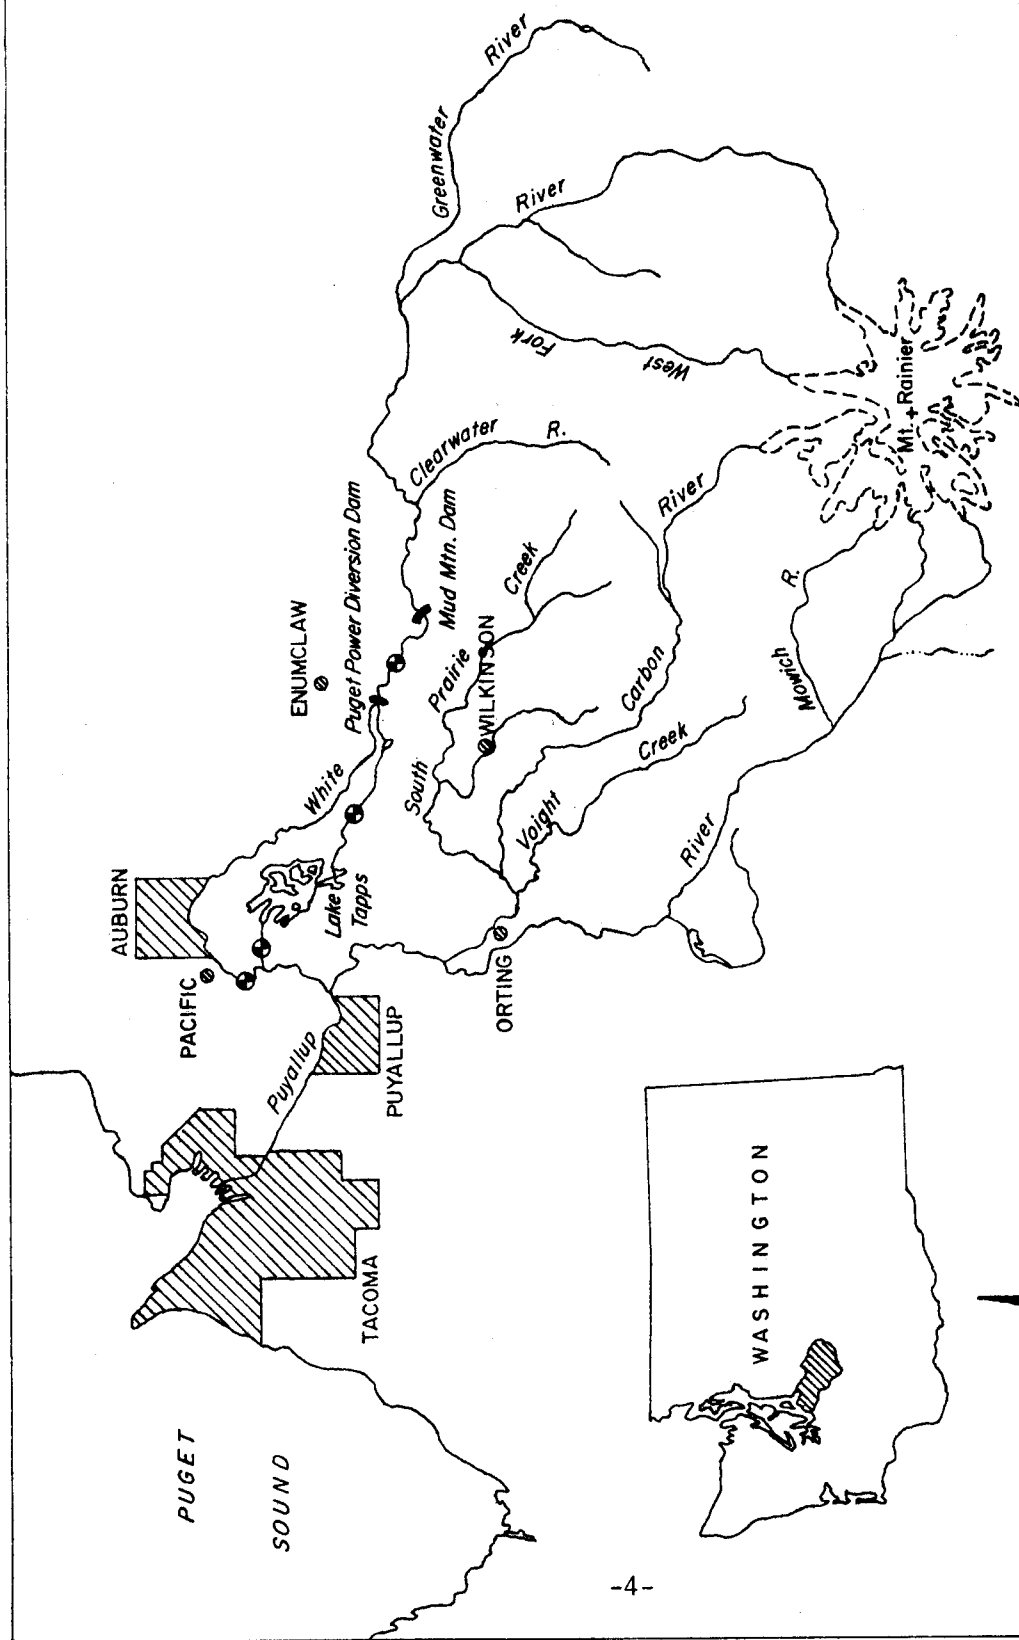 PUGET
SOUND
TACOMA
Puyallup
PUYALLUP
PACIFIC
AUBURN
Lake
Tapps
White
ENUMCLAW
Puget Power Diversion Dam
Mud Mtn. Dam
Clearwater
R.
Greenwater
River
River
West
Fork
South
Prairie
Creek
WILKINSON
ORTING
Voight
Creek
Carbon
River
River
Mowich
R.
Mt. + Rainier
WASHINGTON
-4-